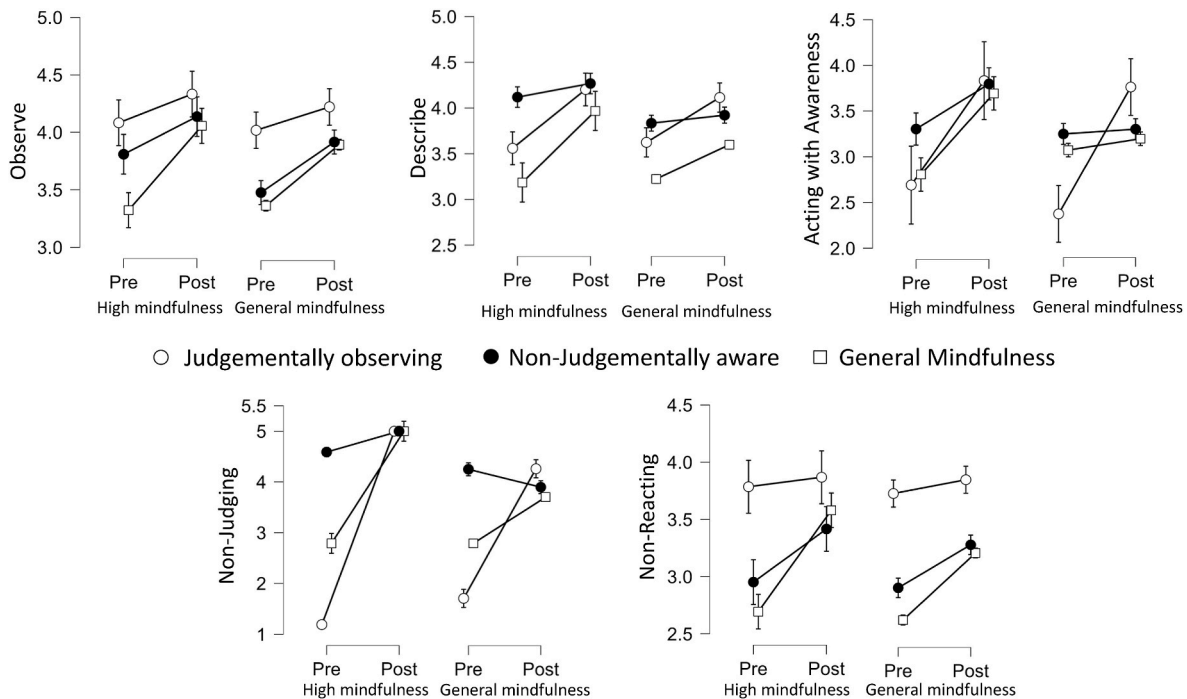 Observe
5.0
4.5
4.0
3.5
3.0
Pre Post Pre Post
High mindfulness General mindfulness
Describe
5.0
4.5
4.0
3.5
3.0
2.5
Pre Post Pre Post
High mindfulness General mindfulness
Acting with Awareness
4.5
4.0
3.5
3.0
2.5
2.0
Pre Post Pre Post
High mindfulness General mindfulness
Judgementally observing Non-Judgementally aware General Mindfulness
Non-Judging
5.5
5
4
3
2
1
Pre Post Pre Post
High mindfulness General mindfulness
Non-Reacting
4.5
4.0
3.5
3.0
2.5
Pre Post Pre Post
High mindfulness General mindfulness